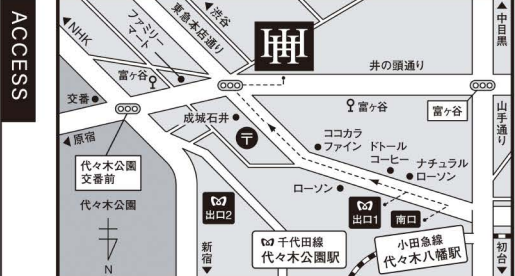 ACCESS
NHK
ファミリー
マート
東急本店通り
渋谷
HH
井の頭通り
中目黒
富ヶ谷
交番
富ヶ谷
富ヶ谷
山手通り
成城石井
〒
原宿
代々木公園
交番前
ココカラ
ファイン
ドトール
コーヒー
ナチュラル
ローソン
ローソン
代々木公園
出口2
出口1
南口
千代田線
代々木公園駅
小田急線
代々木八幡駅
新宿
初台
N